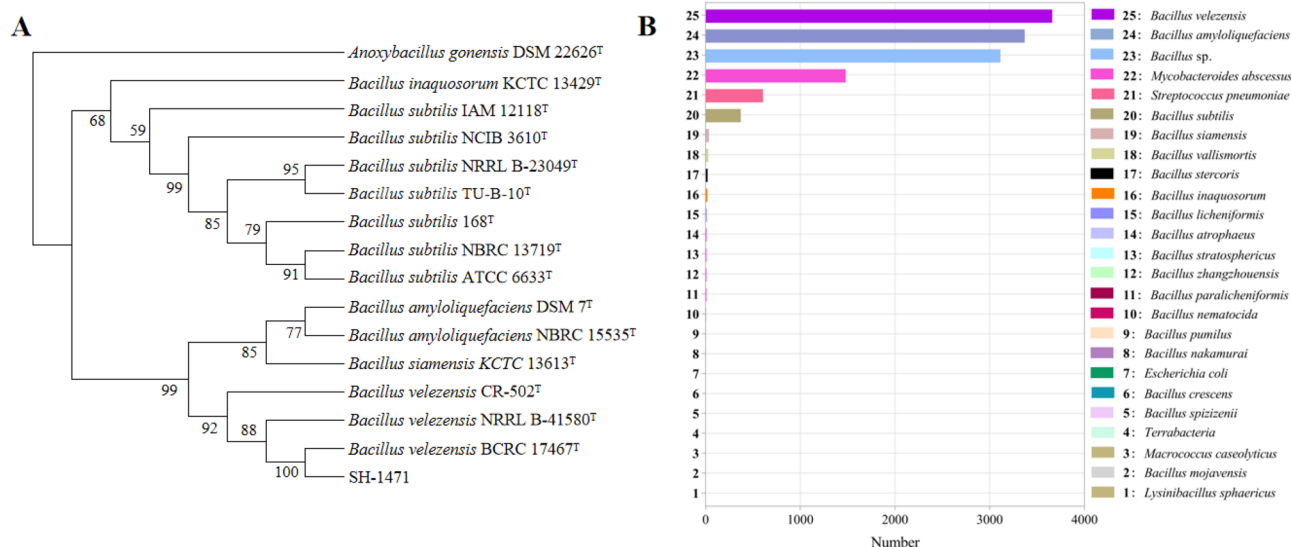 A
Anoxybacillus gonensis DSM 22626ᵀ
Bacillus inaquosorum KCTC 13429ᵀ
68
Bacillus subtilis IAM 12118ᵀ
59
Bacillus subtilis NCIB 3610ᵀ
99
Bacillus subtilis NRRL B-23049ᵀ
95
Bacillus subtilis TU-B-10ᵀ
85
Bacillus subtilis 168ᵀ
79
Bacillus subtilis NBRC 13719ᵀ
91
Bacillus subtilis ATCC 6633ᵀ
Bacillus amyloliquefaciens DSM 7ᵀ
77
Bacillus amyloliquefaciens NBRC 15535ᵀ
85
Bacillus siamensis KCTC 13613ᵀ
99
Bacillus velezensis CR-502ᵀ
92
Bacillus velezensis NRRL B-41580ᵀ
88
Bacillus velezensis BCRC 17467ᵀ
100
SH-1471
B
25
24
23
22
21
20
19
18
17
16
15
14
13
12
11
10
9
8
7
6
5
4
3
2
1
0 1000 2000 3000 4000
Number
25: Bacillus velezensis
24: Bacillus amyloliquefaciens
23: Bacillus sp.
22: Mycobacteroides abscessus
21: Streptococcus pneumoniae
20: Bacillus subtilis
19: Bacillus siamensis
18: Bacillus vallismortis
17: Bacillus stercoris
16: Bacillus inaquosorum
15: Bacillus licheniformis
14: Bacillus atrophaeus
13: Bacillus stratosphericus
12: Bacillus zhangzhouensis
11: Bacillus paralicheniformis
10: Bacillus nematocida
9: Bacillus pumilus
8: Bacillus nakamurai
7: Escherichia coli
6: Bacillus crescens
5: Bacillus spizizenii
4: Terrabacteria
3: Macrococcus caseolyticus
2: Bacillus mojavensis
1: Lysinibacillus sphaericus